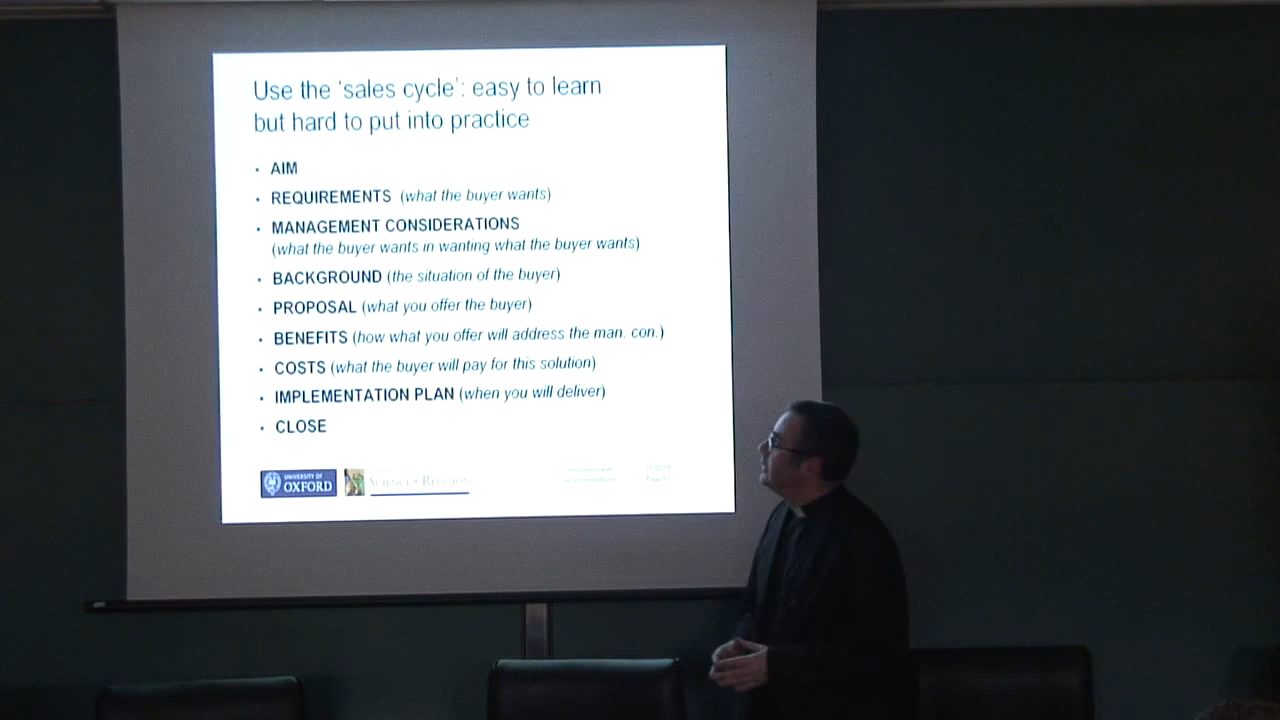 Use the 'sales cycle': easy to learn
but hard to put into practice
• AIM
• REQUIREMENTS (what the buyer wants)
• MANAGEMENT CONSIDERATIONS
(what the buyer wants in wanting what the buyer wants)
• BACKGROUND (the situation of the buyer)
• PROPOSAL (what you offer the buyer)
• BENEFITS (how what you offer will address the man. con.)
• COSTS (what the buyer will pay for this solution)
• IMPLEMENTATION PLAN (when you will deliver)
• CLOSE
UNIVERSITY OF
OXFORD
SCIENCE & RELIGION